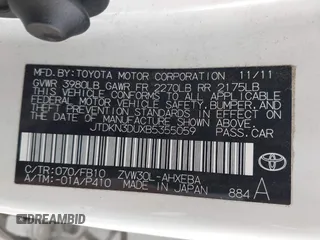 MFD. BY: TOYOTA MOTOR CORPORATION 11/11
GVWR 3980LB GAWR FR 2270LB RR 2175LB
THIS VEHICLE CONFORMS TO ALL APPLICABLE
FEDERAL MOTOR VEHICLE SAFETY, BUMPER, AND
THEFT PREVENTION STANDARDS IN EFFECT ON THE
DATE OF MANUFACTURE SHOWN ABOVE.
JTDKN3DUXB5355059 PASS. CAR
C/TR:070/FB10 ZVW30L-AHXEBA
A/TM:-01A/P410 MADE IN JAPAN 884 A
TOYOTA
DREAMBID